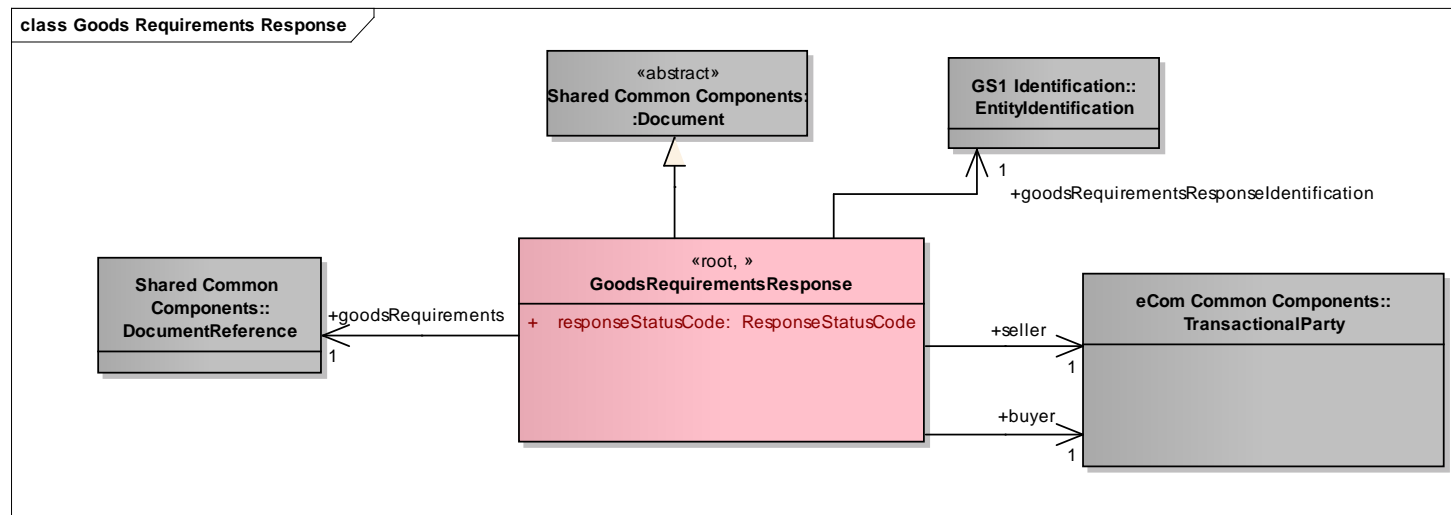 class Goods Requirements Response
«abstract»
Shared Common Components:
:Document
GS1 Identification::
EntityIdentification
1
+goodsRequirementsResponseIdentification
Shared Common
Components::
DocumentReference
+goodsRequirements
1
«root, »
GoodsRequirementsResponse
+ responseStatusCode: ResponseStatusCode
+seller
1
+buyer
1
eCom Common Components::
TransactionalParty